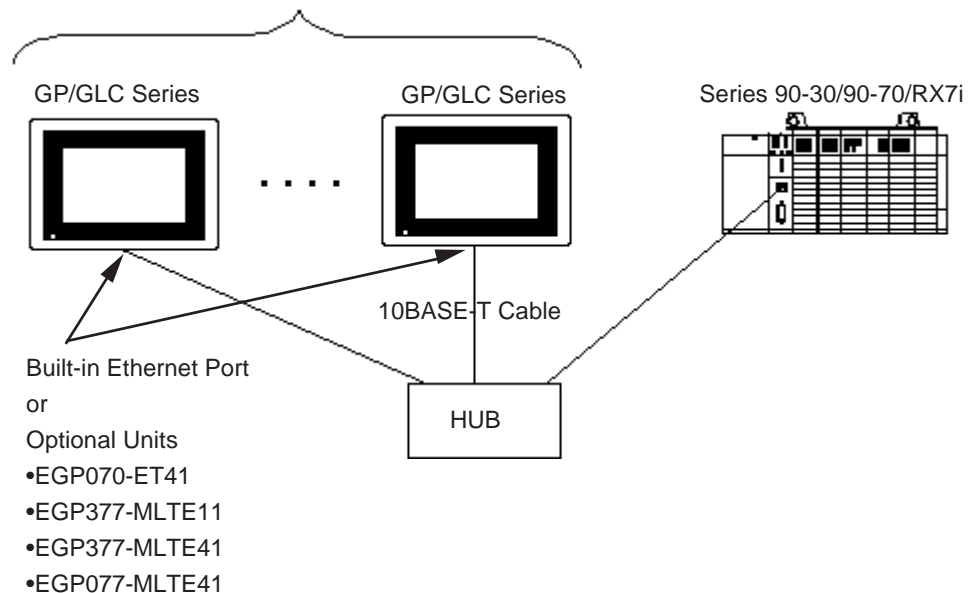 GP/GLC Series
GP/GLC Series
Series 90-30/90-70/RX7i
10BASE-T Cable
Built-in Ethernet Port
or
Optional Units
•EGP070-ET41
•EGP377-MLTE11
•EGP377-MLTE41
•EGP077-MLTE41
HUB